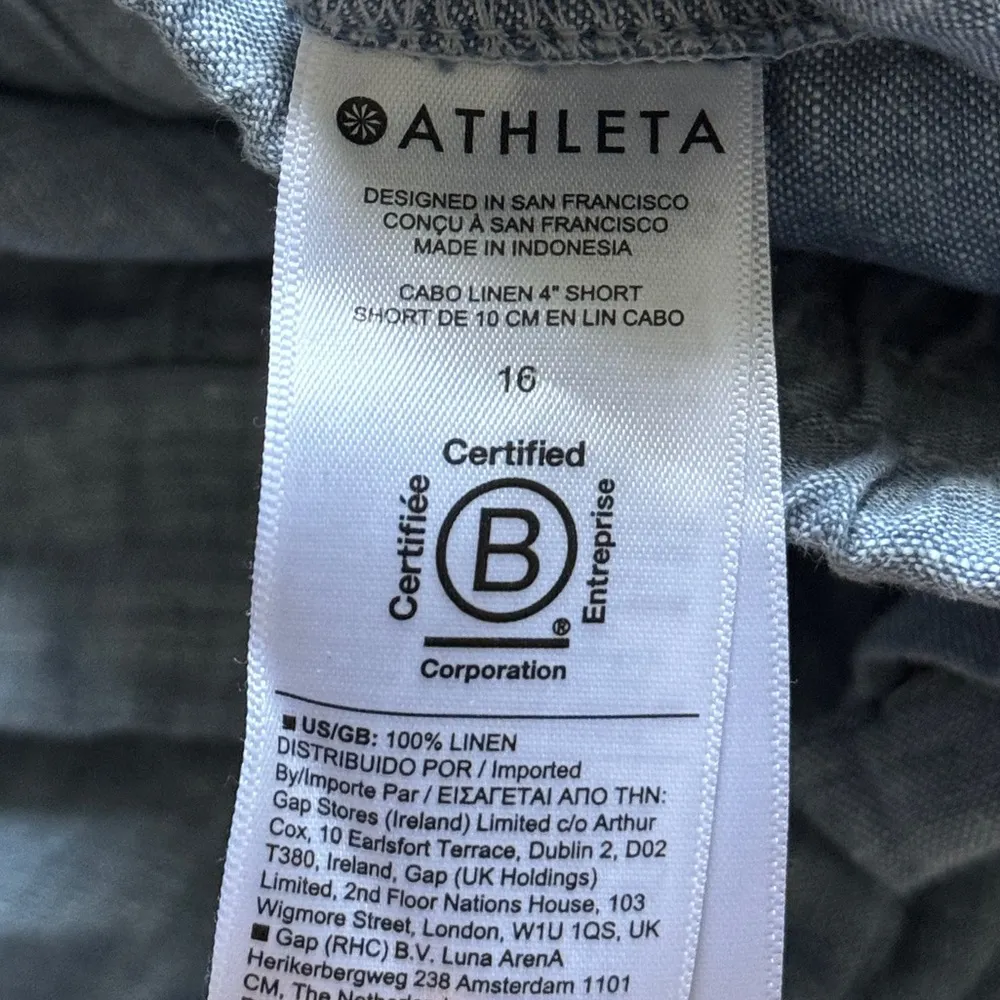 ATHLETA
DESIGNED IN SAN FRANCISCO
CONÇU À SAN FRANCISCO
MADE IN INDONESIA
CABO LINEN 4" SHORT
SHORT DE 10 CM EN LIN CABO
16
Certified
Certifiée
B
Entreprise
®
Corporation
US/GB: 100% LINEN
DISTRIBUIDO POR / Imported
By/Importe Par / ΕΙΣΑΓΕΤΑΙ ΑΠΟ ΤΗΝ:
Gap Stores (Ireland) Limited c/o Arthur
Cox, 10 Earlsfort Terrace, Dublin 2, D02
T380, Ireland, Gap (UK Holdings)
Limited, 2nd Floor Nations House, 103
Wigmore Street, London, W1U 1QS, UK
Gap (RHC) B.V. Luna ArenA
Herikerbergweg 238 Amsterdam 1101
CM, The